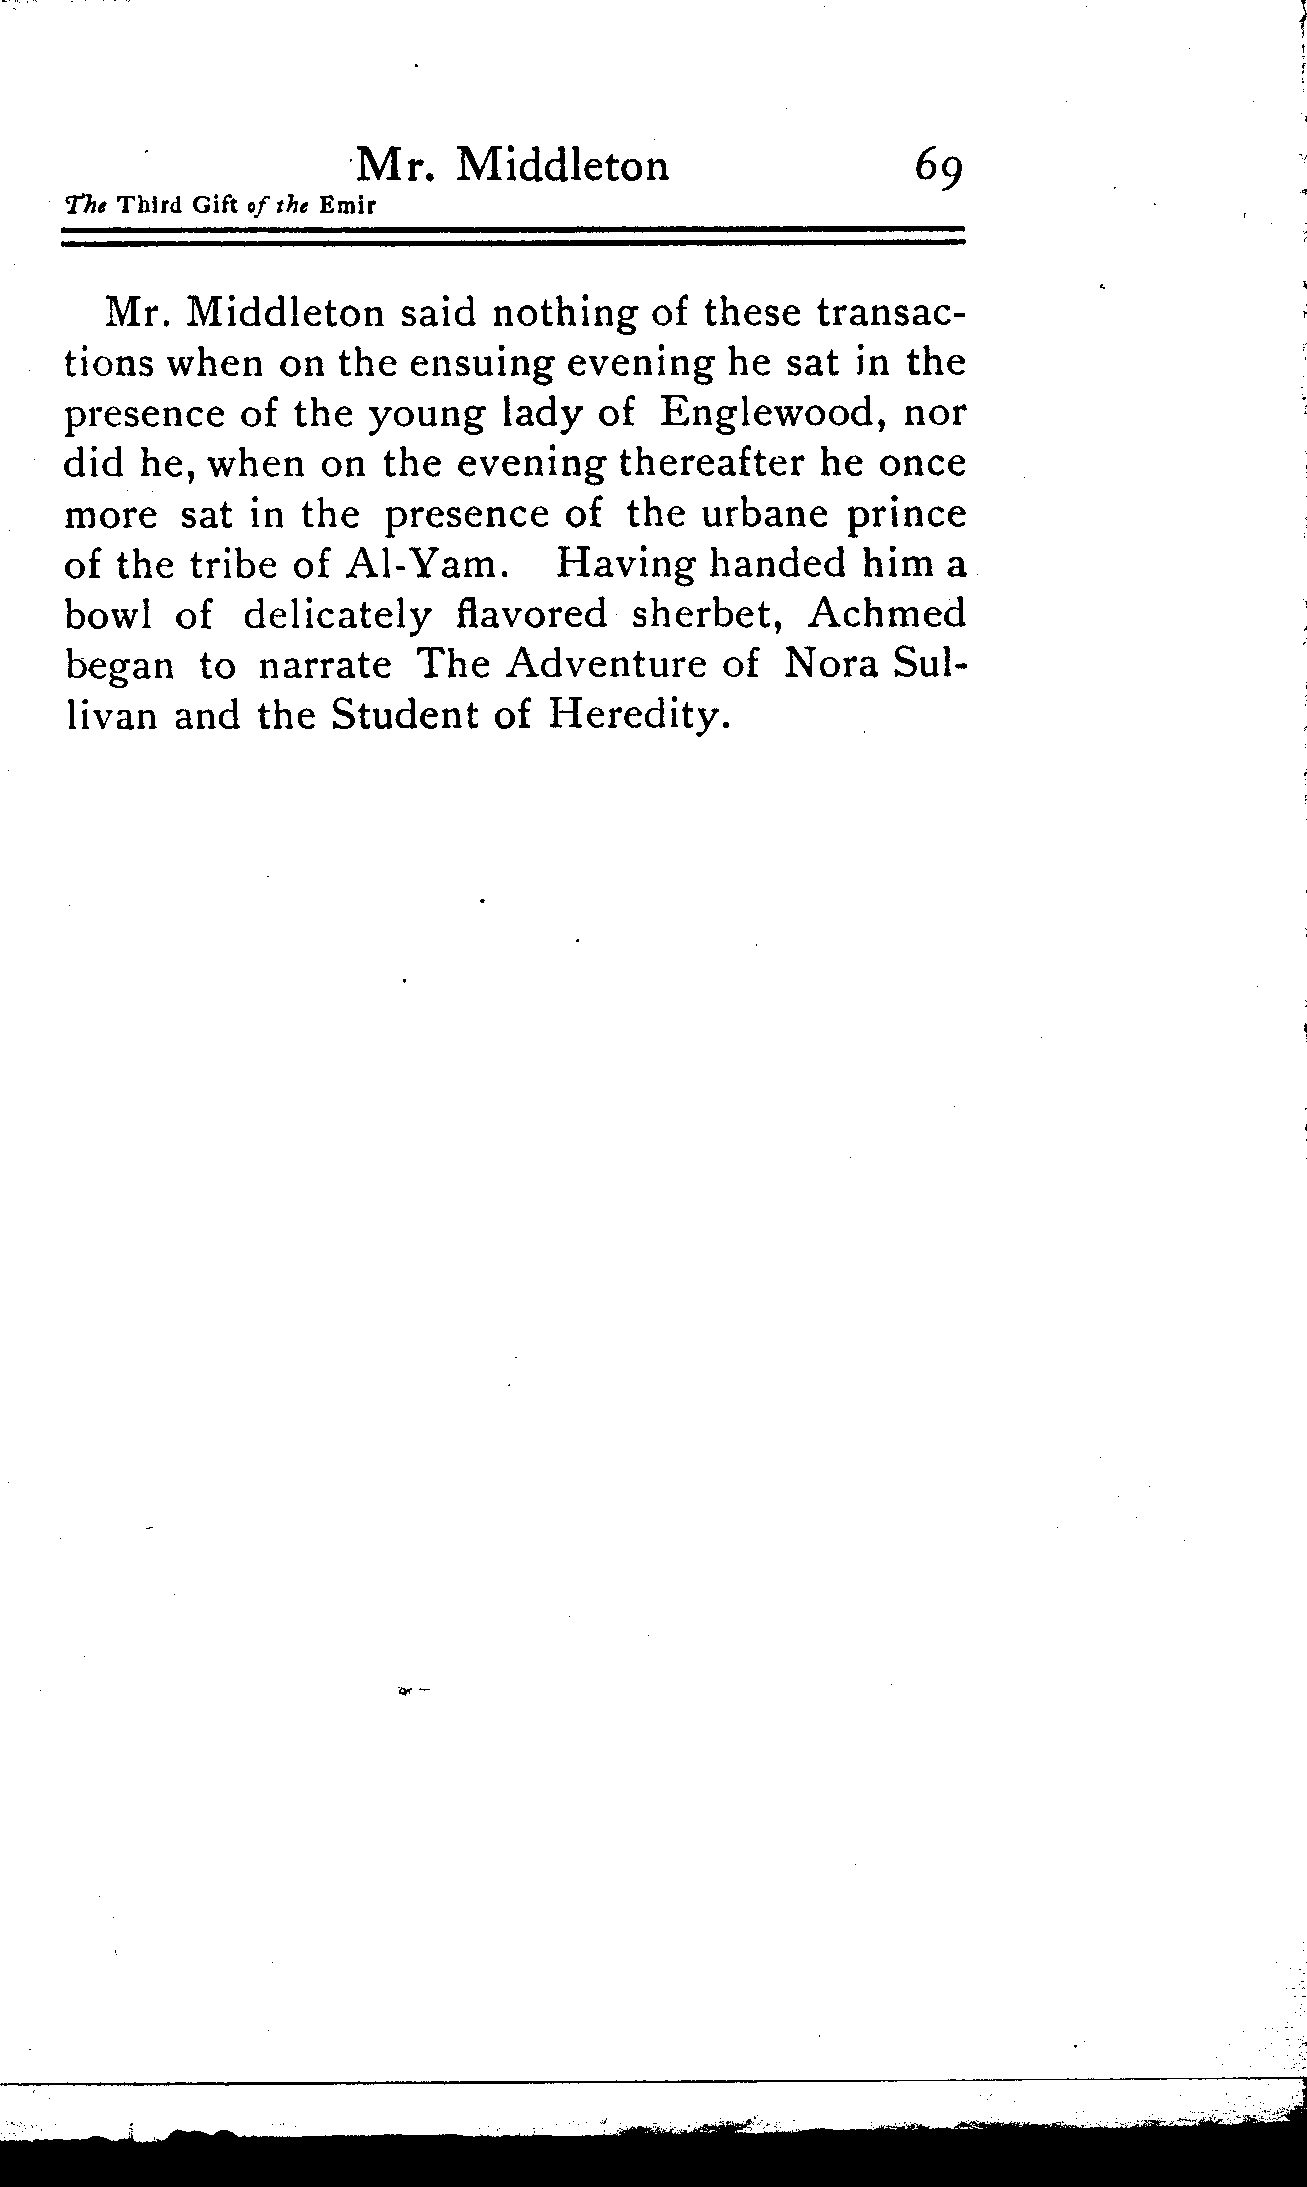 Mr. Middleton 69
The Third Gift of the Emir
Mr. Middleton said nothing of these transac-
tions when on the ensuing evening he sat in the
presence of the young lady of Englewood, nor
did he, when on the evening thereafter he once
more sat in the presence of the urbane prince
of the tribe of Al-Yam. Having handed him a
bowl of delicately flavored sherbet, Achmed
began to narrate The Adventure of Nora Sul-
livan and the Student of Heredity.